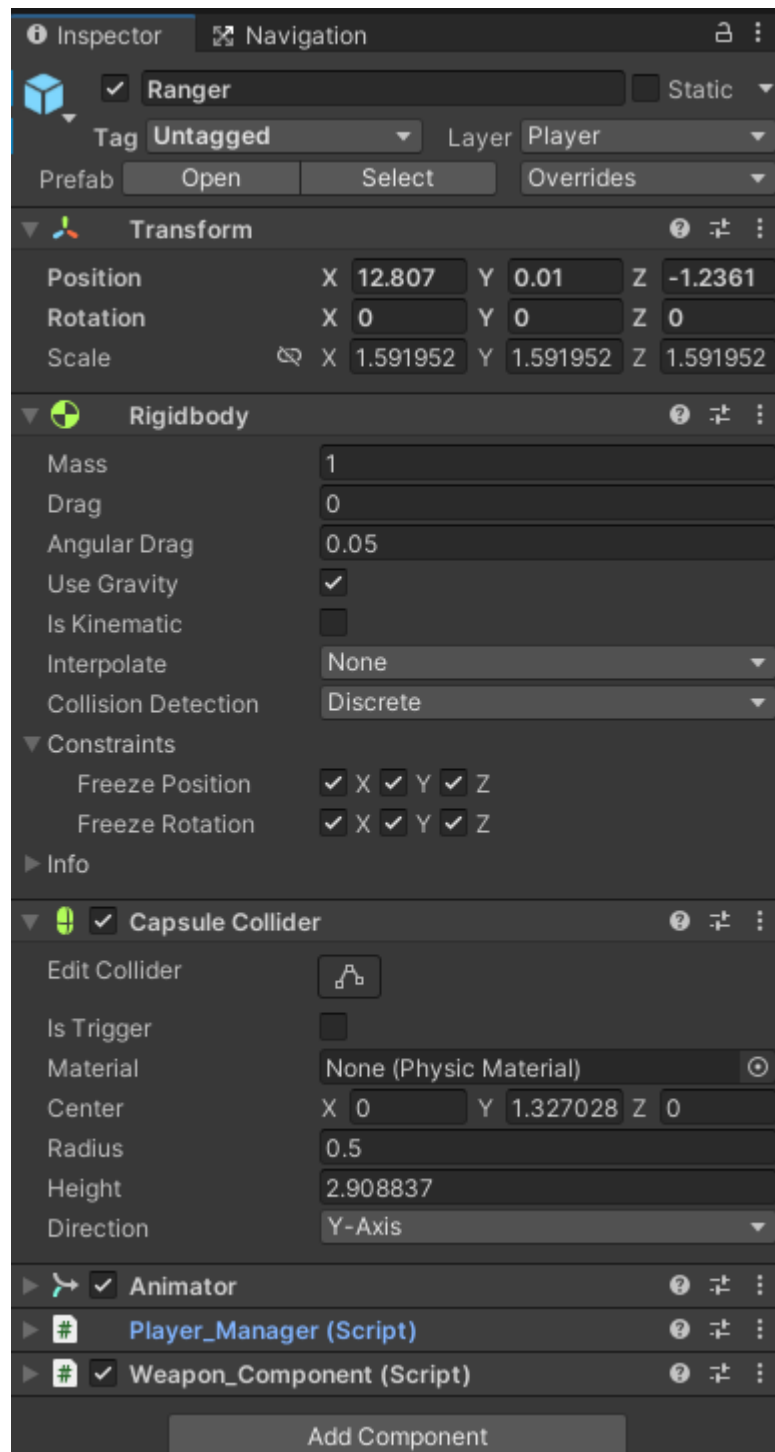 Inspector Navigation
Ranger Static
Tag Untagged Layer Player
Prefab Open Select Overrides
Transform
Position X 12.807 Y 0.01 Z -1.2361
Rotation X 0 Y 0 Z 0
Scale X 1.591952 Y 1.591952 Z 1.591952
Rigidbody
Mass 1
Drag 0
Angular Drag 0.05
Use Gravity
Is Kinematic
Interpolate None
Collision Detection Discrete
Constraints
Freeze Position X Y Z
Freeze Rotation X Y Z
Info
Capsule Collider
Edit Collider
Is Trigger
Material None (Physic Material)
Center X 0 Y 1.327028 Z 0
Radius 0.5
Height 2.908837
Direction Y-Axis
Animator
# Player_Manager (Script)
# Weapon_Component (Script)
Add Component